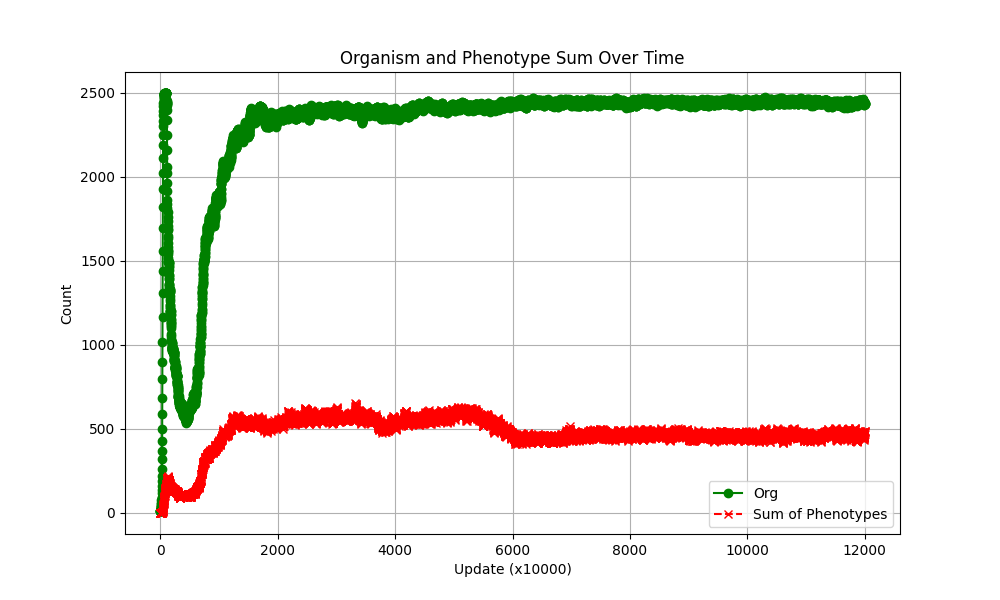 Organism and Phenotype Sum Over Time
2500
2000
1500
1000
500
0
Count
0 2000 4000 6000 8000 10000 12000
Update (x10000)
Org
Sum of Phenotypes